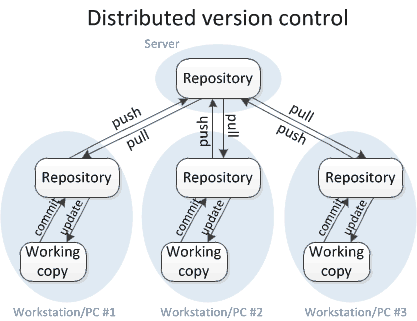 Distributed version control
Server
Repository
push
pull
push
pull
pull
push
Repository
Repository
Repository
commit
update
commit
update
commit
update
Working
copy
Working
copy
Working
copy
Workstation/PC #1
Workstation/PC #2
Workstation/PC #3